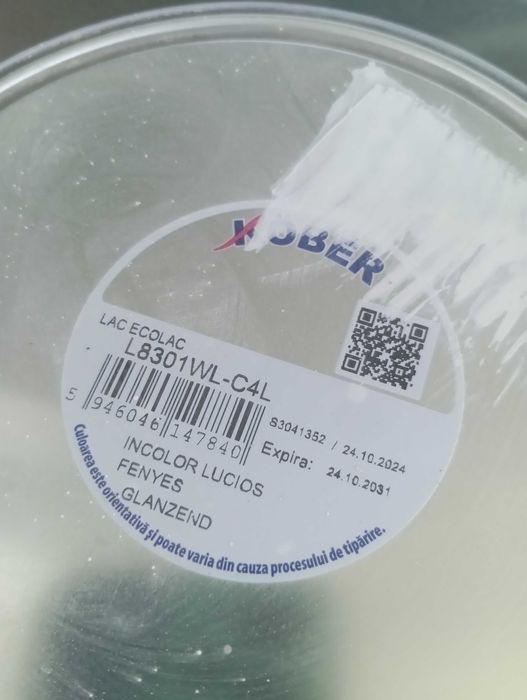 KOBER
LAC ECOLAC
L8301WL-C4L
5 946046 147840
S3041352 / 24.10.2024
Expira: 24.10.2031
INCOLOR LUCIOS
FENYES
GLANZEND
Culoarea este orientativă și poate varia din cauza procesului de tipărire.